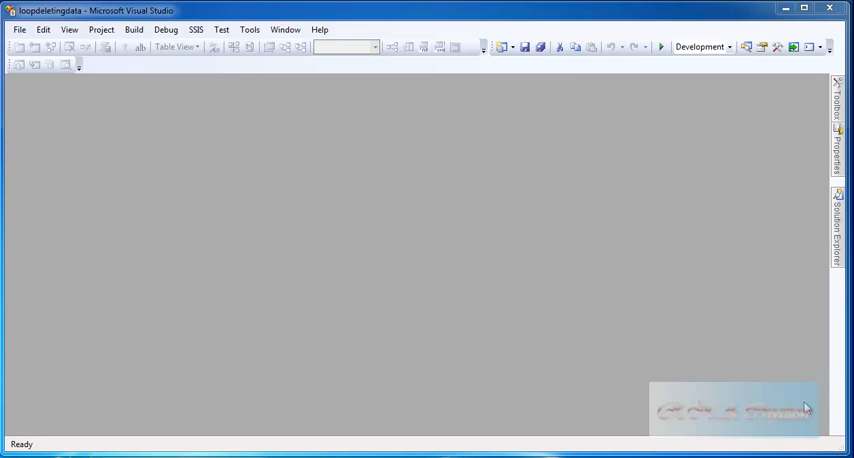 loopdeletingdata - Microsoft Visual Studio
File Edit View Project Build Debug SSIS Test Tools Window Help
Table View Development
Toolbox
Properties
Solution Explorer
Ready